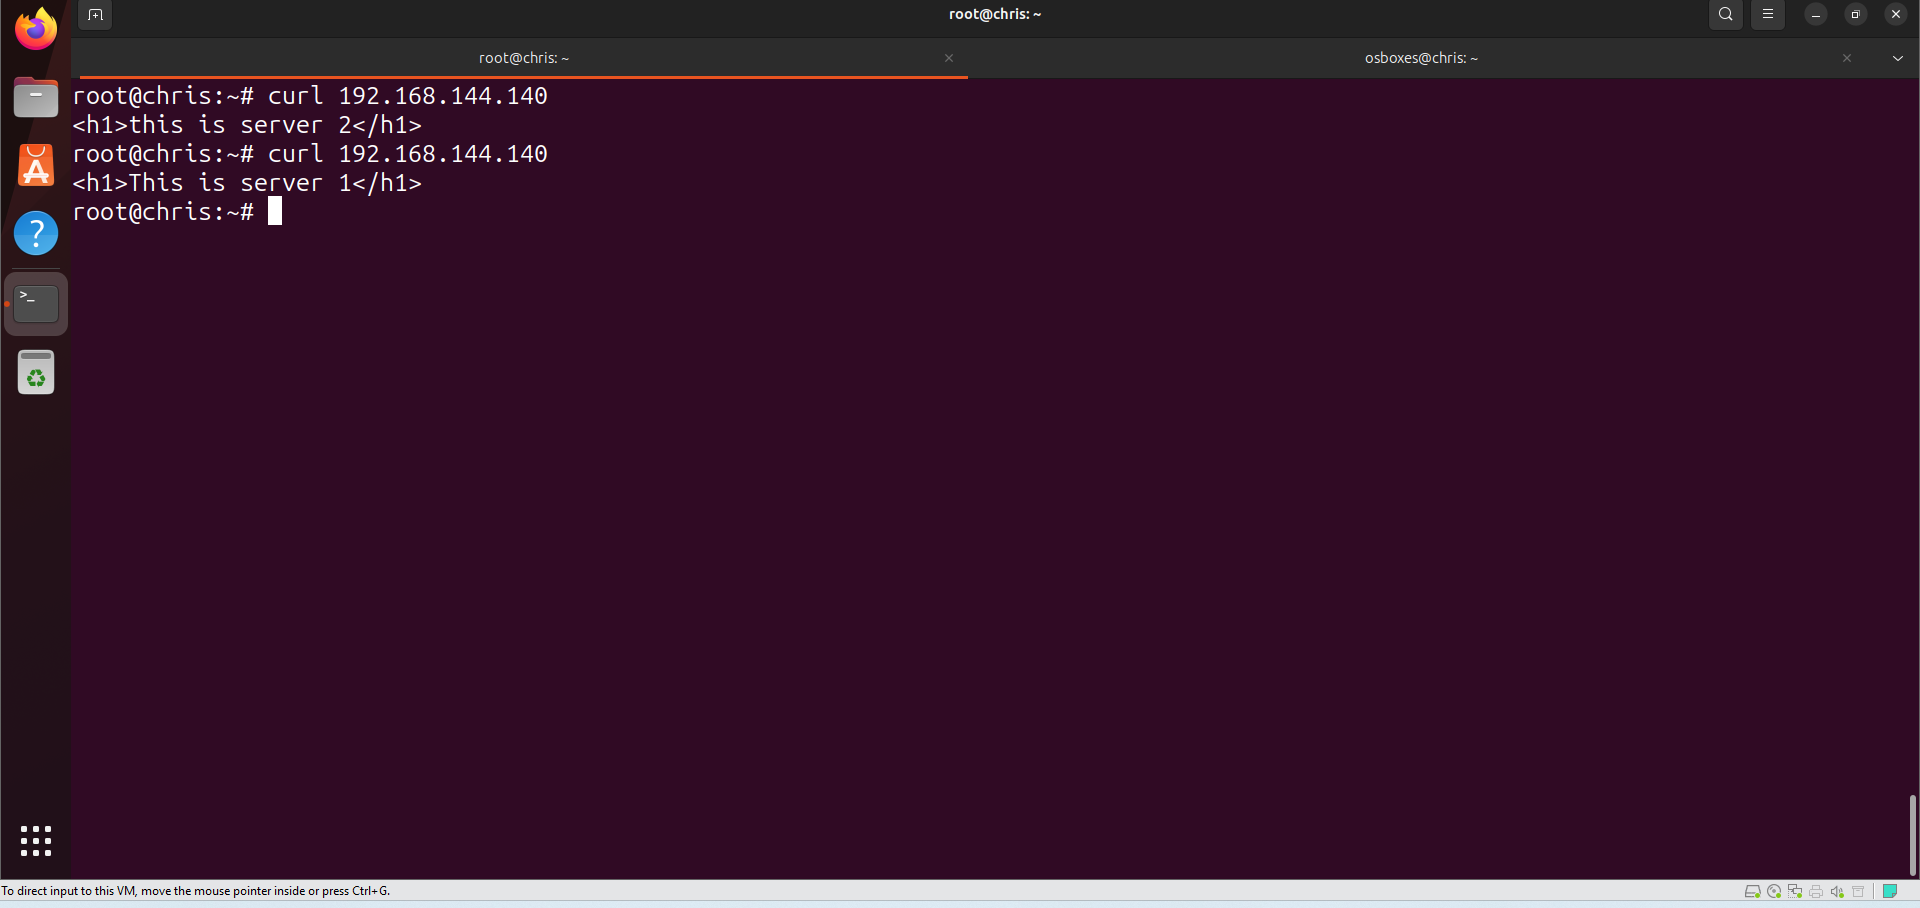 root@chris: ~
root@chris: ~
osboxes@chris: ~
root@chris:~# curl 192.168.144.140
<h1>this is server 2</h1>
root@chris:~# curl 192.168.144.140
<h1>This is server 1</h1>
root@chris:~#
To direct input to this VM, move the mouse pointer inside or press Ctrl+G.